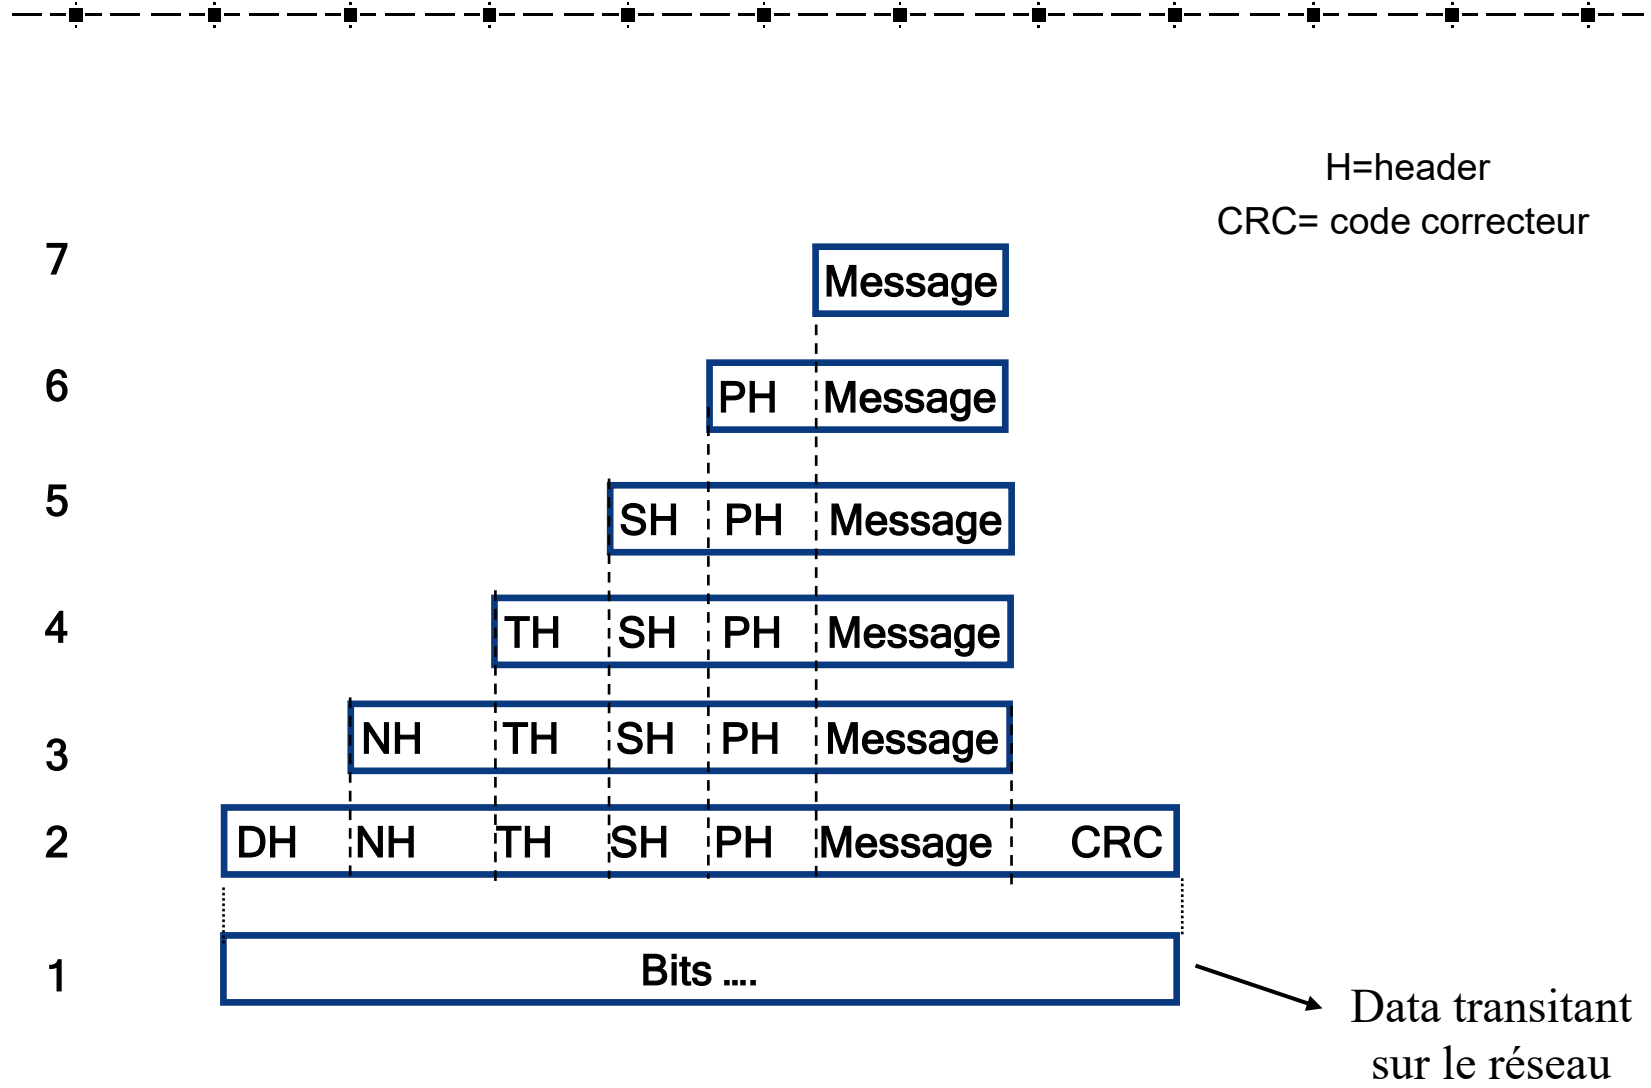 H=header
CRC= code correcteur
7 Message
6 PH Message
5 SH PH Message
4 TH SH PH Message
3 NH TH SH PH Message
2 DH NH TH SH PH Message CRC
1 Bits ....
Data transitant
sur le réseau